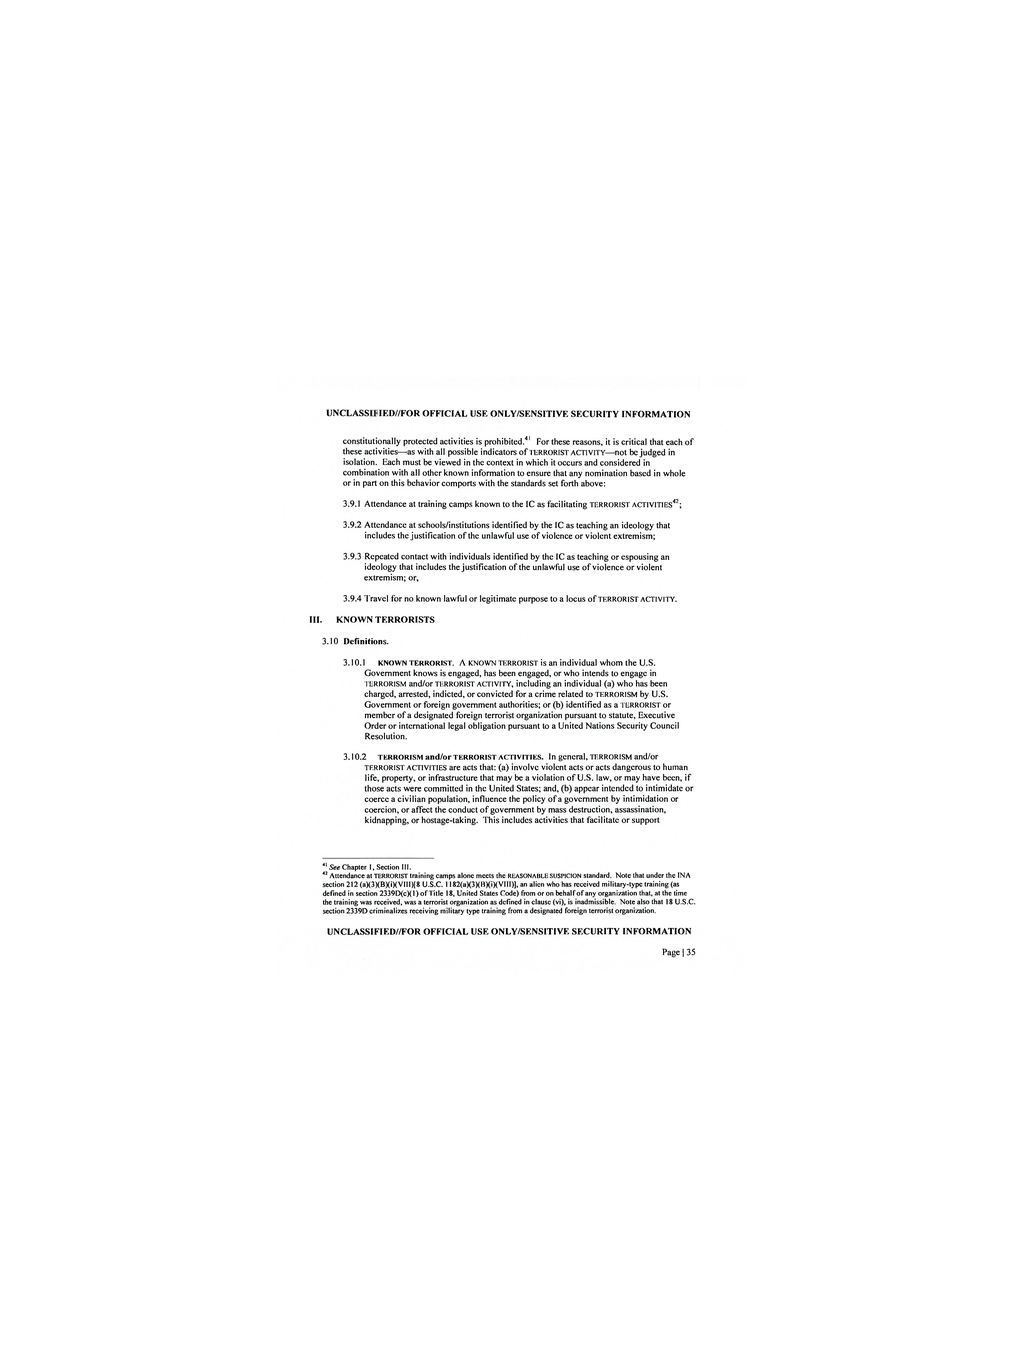 UNCLASSIFIED//FOR OFFICIAL USE ONLY/SENSITIVE SECURITY INFORMATION
constitutionally protected activities is prohibited.41 For these reasons, it is critical that each of
these activities—as with all possible indicators of TERRORIST ACTIVITY—not be judged in
isolation. Each must be viewed in the context in which it occurs and considered in
combination with all other known information to ensure that any nomination based in whole
or in part on this behavior comports with the standards set forth above:
3.9.1 Attendance at training camps known to the IC as facilitating TERRORIST ACTIVITIES42;
3.9.2 Attendance at schools/institutions identified by the IC as teaching an ideology that
includes the justification of the unlawful use of violence or violent extremism;
3.9.3 Repeated contact with individuals identified by the IC as teaching or espousing an
ideology that includes the justification of the unlawful use of violence or violent
extremism; or,
3.9.4 Travel for no known lawful or legitimate purpose to a locus of TERRORIST ACTIVITY.
III. KNOWN TERRORISTS
3.10 Definitions.
3.10.1 KNOWN TERRORIST. A KNOWN TERRORIST is an individual whom the U.S.
Government knows is engaged, has been engaged, or who intends to engage in
TERRORISM and/or TERRORIST ACTIVITY, including an individual (a) who has been
charged, arrested, indicted, or convicted for a crime related to TERRORISM by U.S.
Government or foreign government authorities; or (b) identified as a TERRORIST or
member of a designated foreign terrorist organization pursuant to statute, Executive
Order or international legal obligation pursuant to a United Nations Security Council
Resolution.
3.10.2 TERRORISM and/or TERRORIST ACTIVITIES. In general, TERRORISM and/or
TERRORIST ACTIVITIES are acts that: (a) involve violent acts or acts dangerous to human
life, property, or infrastructure that may be a violation of U.S. law, or may have been, if
those acts were committed in the United States; and, (b) appear intended to intimidate or
coerce a civilian population, influence the policy of a government by intimidation or
coercion, or affect the conduct of government by mass destruction, assassination,
kidnapping, or hostage-taking. This includes activities that facilitate or support
41 See Chapter 1, Section III.
42 Attendance at TERRORIST training camps alone meets the REASONABLE SUSPICION standard. Note that under the INA
section 212 (a)(3)(B)(i)(VIII)[8 U.S.C. 1182(a)(3)(B)(i)(VIII)], an alien who has received military-type training (as
defined in section 2339D(c)(1) of Title 18, United States Code) from or on behalf of any organization that, at the time
the training was received, was a terrorist organization as defined in clause (vi), is inadmissible. Note also that 18 U.S.C.
section 2339D criminalizes receiving military type training from a designated foreign terrorist organization.
UNCLASSIFIED//FOR OFFICIAL USE ONLY/SENSITIVE SECURITY INFORMATION
Page | 35